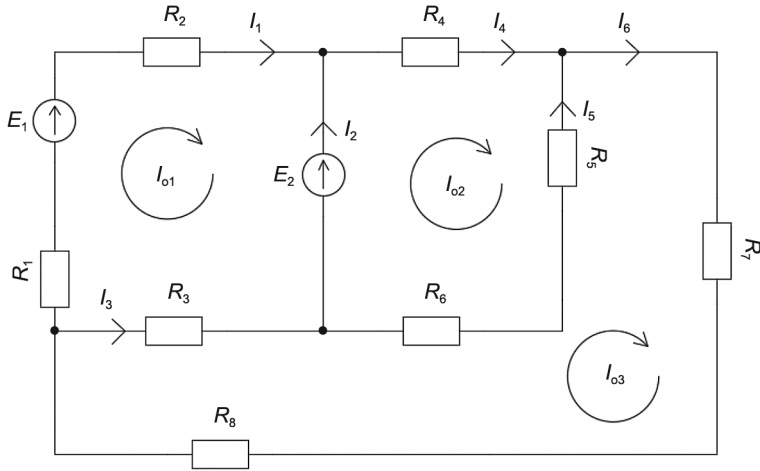 R2 I1 R4 I4 I6
E1 I2 I5
Io1 E2 Io2 R5
R1 I3 R3 R6 R7
Io3
R8